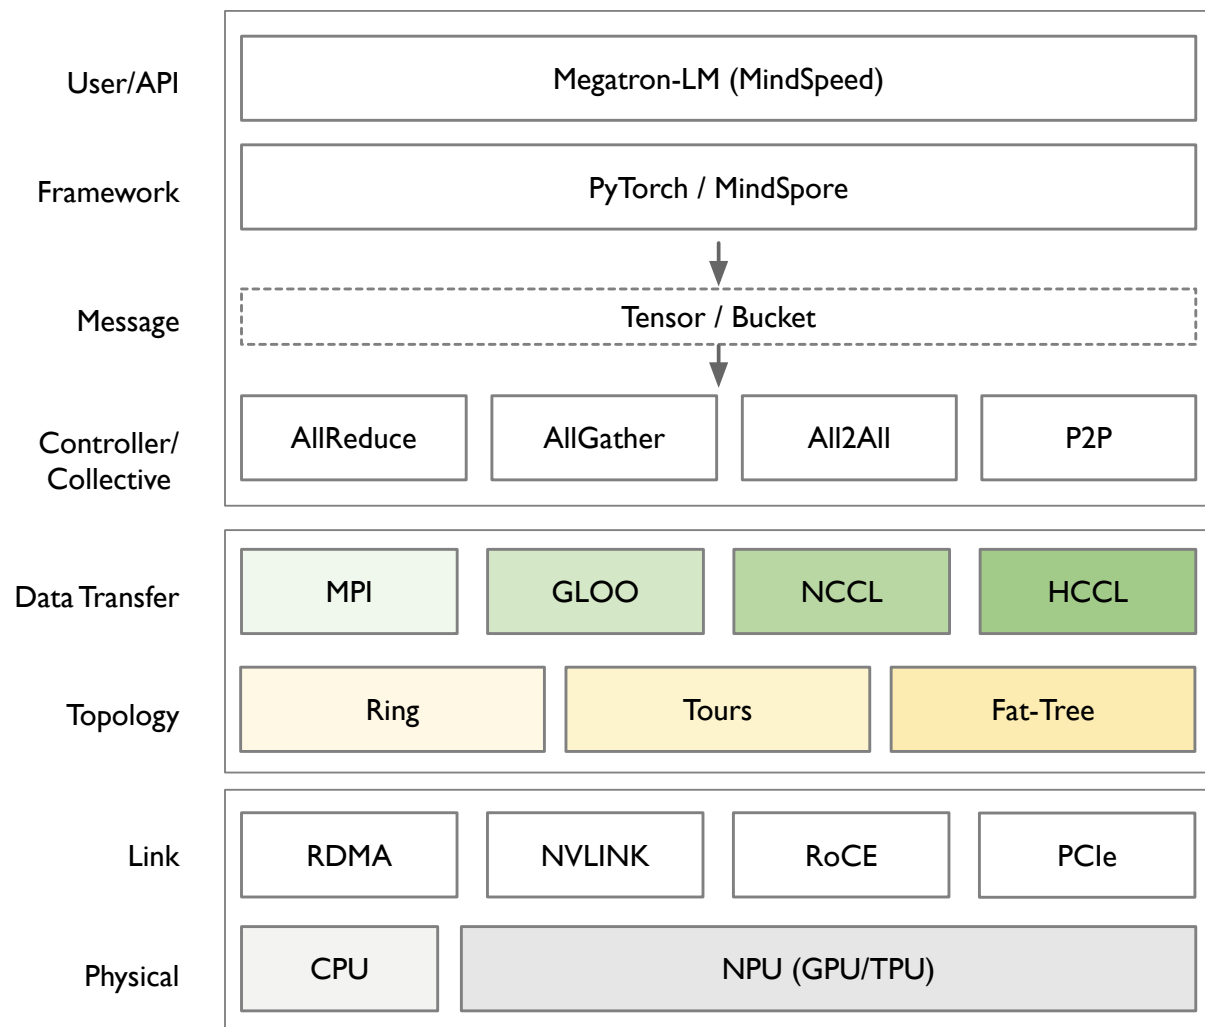 User/API
Megatron-LM (MindSpeed)
Framework
PyTorch / MindSpore
Message
Tensor / Bucket
Controller/
Collective
AllReduce
AllGather
All2All
P2P
Data Transfer
MPI
GLOO
NCCL
HCCL
Topology
Ring
Tours
Fat-Tree
Link
RDMA
NVLINK
RoCE
PCIe
Physical
CPU
NPU (GPU/TPU)